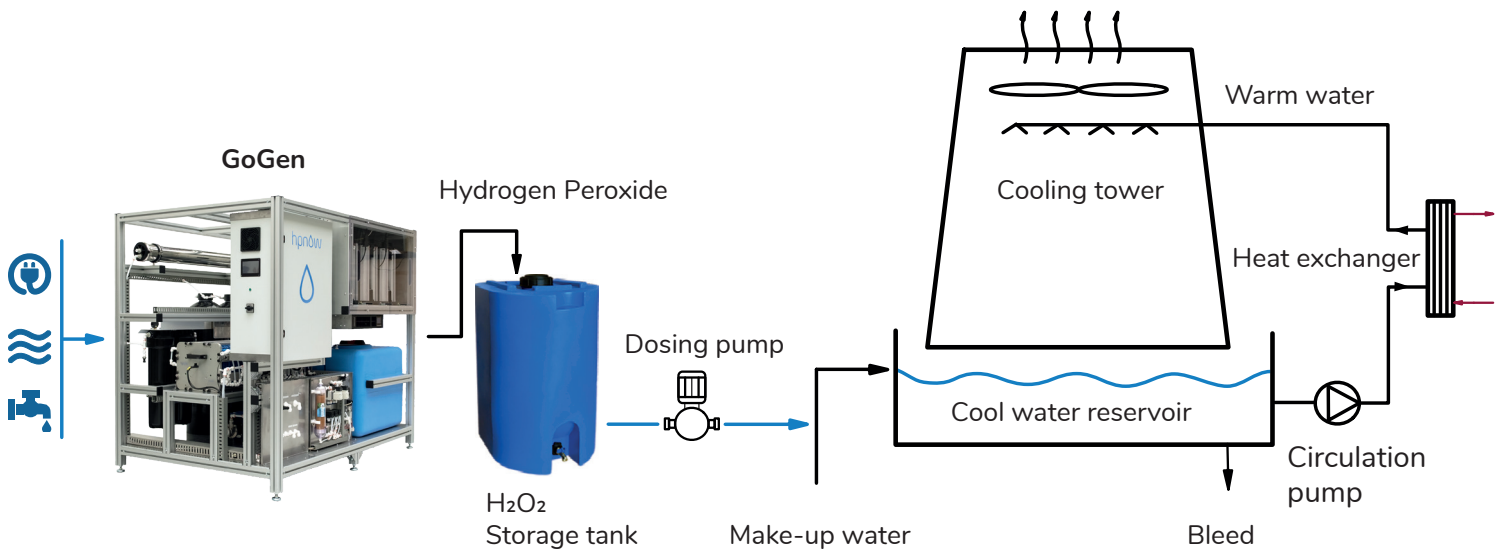 GoGen
hpnow
Hydrogen Peroxide
H₂O₂
Storage tank
Dosing pump
Make-up water
Warm water
Cooling tower
Heat exchanger
Cool water reservoir
Circulation
pump
Bleed